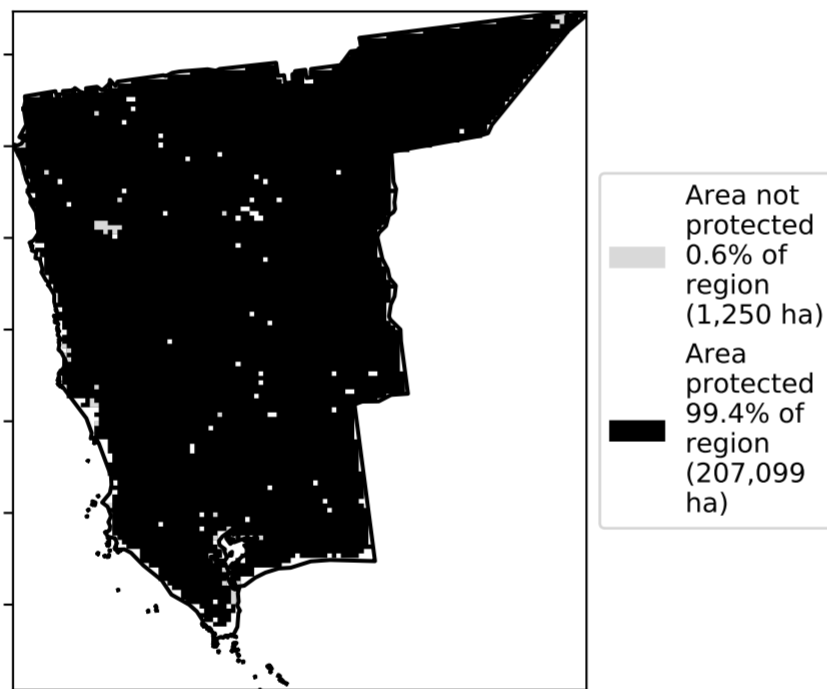 Area not
protected
0.6% of
region
(1,250 ha)
Area
protected
99.4% of
region
(207,099
ha)